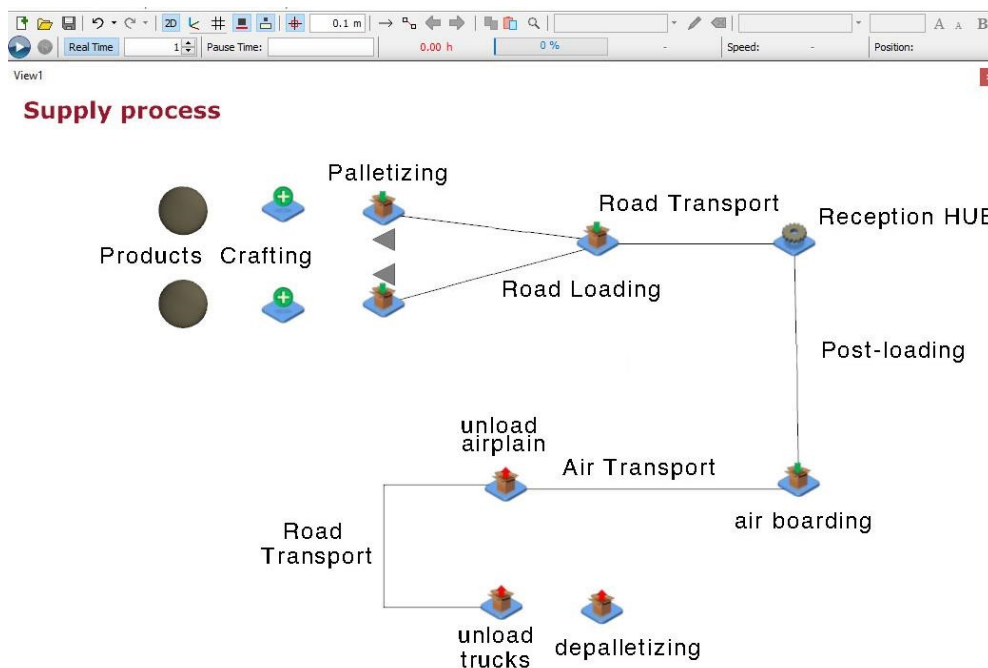 2D
0.1 m
A A B
Real Time
1
Pause Time:
0.00 h
0 %
-
Speed:
-
Position:
View1
Supply process
Palletizing
Road Transport
Reception HUB
Products
Crafting
Road Loading
Post-loading
unload
airplain
Air Transport
air boarding
Road
Transport
unload
trucks
depalletizing